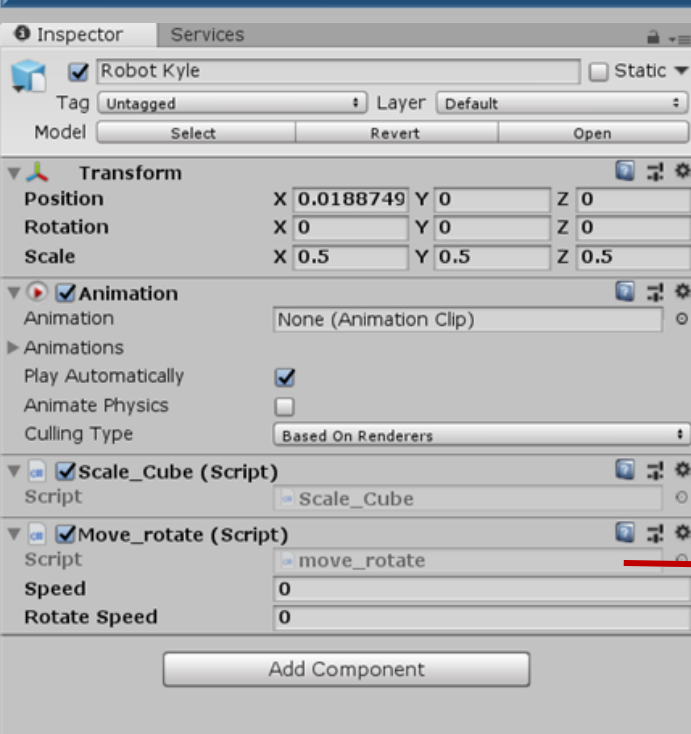 Inspector Services
Robot Kyle Static
Tag Untagged Layer Default
Model Select Revert Open
Transform
Position X 0.0188749 Y 0 Z 0
Rotation X 0 Y 0 Z 0
Scale X 0.5 Y 0.5 Z 0.5
Animation
Animation None (Animation Clip)
Animations
Play Automatically
Animate Physics
Culling Type Based On Renderers
Scale_Cube (Script)
Script Scale_Cube
Move_rotate (Script)
Script move_rotate
Speed 0
Rotate Speed 0
Add Component